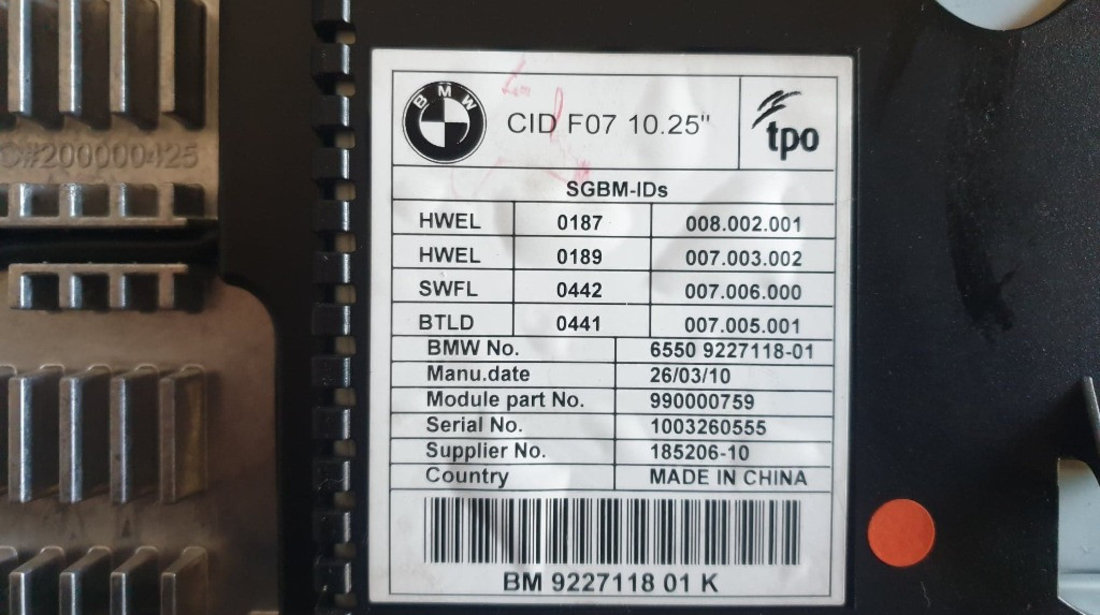 BMW
CID F07 10.25"
tpo
#200000425
SGBM-IDs
HWEL 0187 008.002.001
HWEL 0189 007.003.002
SWFL 0442 007.006.000
BTLD 0441 007.005.001
BMW No. 6550 9227118-01
Manu.date 26/03/10
Module part No. 990000759
Serial No. 1003260555
Supplier No. 185206-10
Country MADE IN CHINA
BM 9227118 01 K